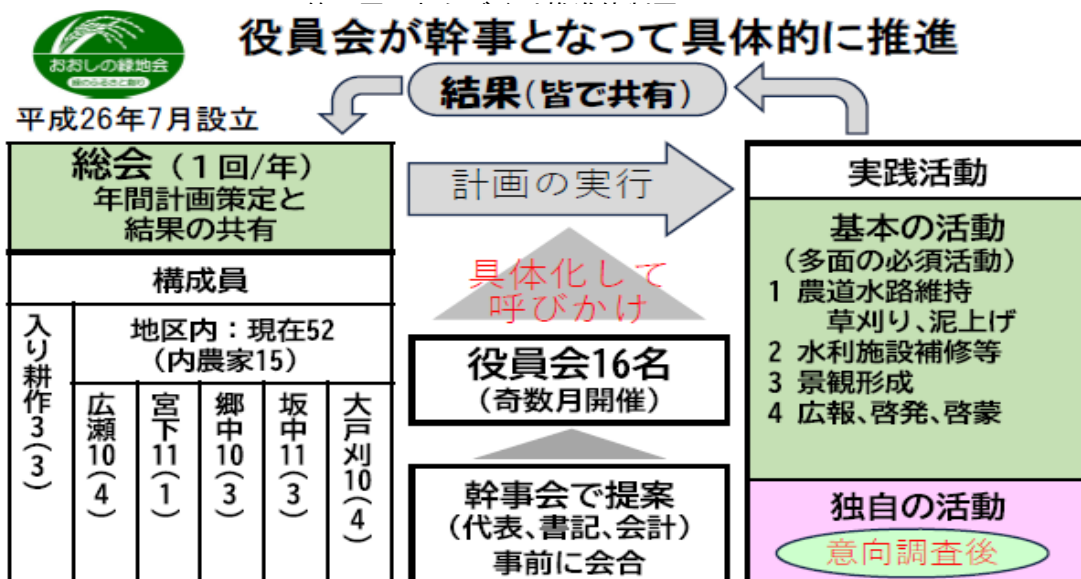 役員会が幹事となって具体的に推進
おおしの緑地会
緑のふるさと創り
平成26年7月設立
結果(皆で共有)
総会(1回/年)
年間計画策定と
結果の共有
構成員
入り耕作3(3)
地区内：現在52
(内農家15)
広瀬10(4)
宮下11(1)
郷中10(3)
坂中11(3)
大戸刈10(4)
計画の実行
具体化して
呼びかけ
役員会16名
(奇数月開催)
幹事会で提案
(代表、書記、会計)
事前に会合
実践活動
基本の活動
(多面の必須活動)
1 農道水路維持
草刈り、泥上げ
2 水利施設補修等
3 景観形成
4 広報、啓発、啓蒙
独自の活動
意向調査後